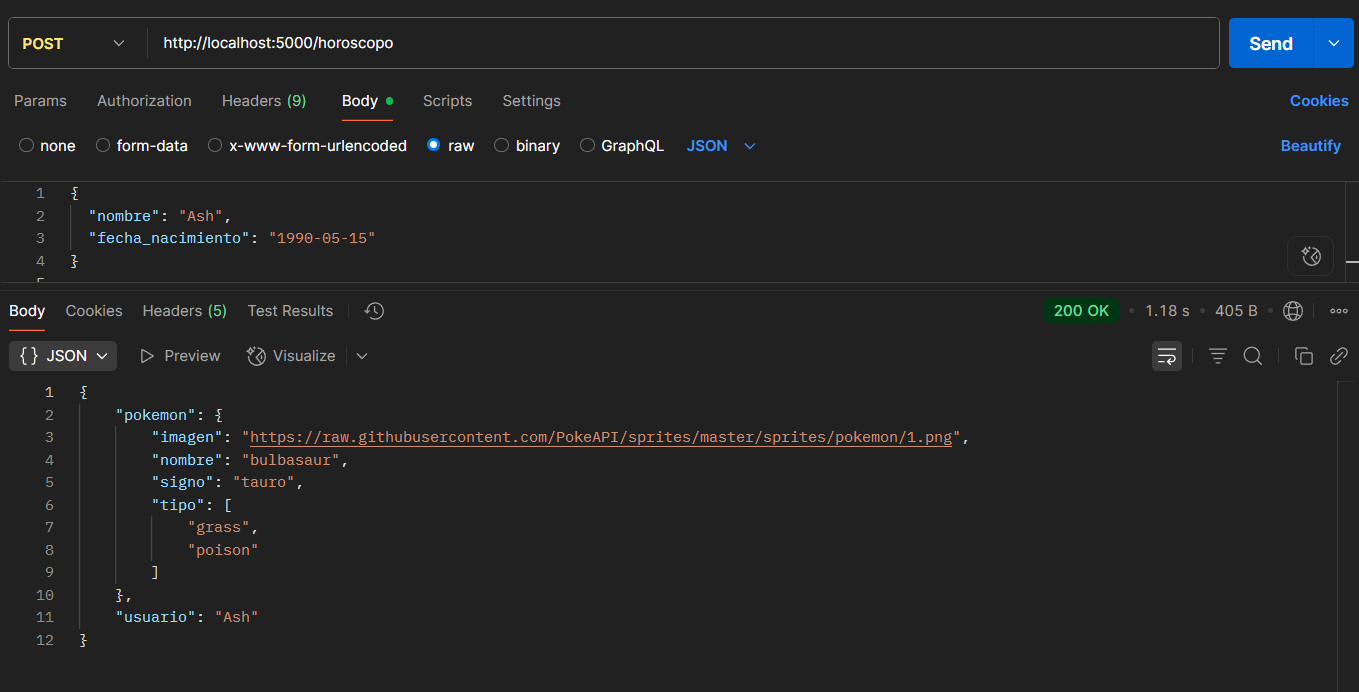 POST http://localhost:5000/horoscopo Send
Params Authorization Headers (9) Body Scripts Settings Cookies
none form-data x-www-form-urlencoded raw binary GraphQL JSON Beautify
1 {
2 "nombre": "Ash",
3 "fecha_nacimiento": "1990-05-15"
4 }
5
Body Cookies Headers (5) Test Results 200 OK • 1.18 s • 405 B •
{} JSON Preview Visualize
1 {
2 "pokemon": {
3 "imagen": "https://raw.githubusercontent.com/PokeAPI/sprites/master/sprites/pokemon/1.png",
4 "nombre": "bulbasaur",
5 "signo": "tauro",
6 "tipo": [
7 "grass",
8 "poison"
9 ]
10 },
11 "usuario": "Ash"
12 }